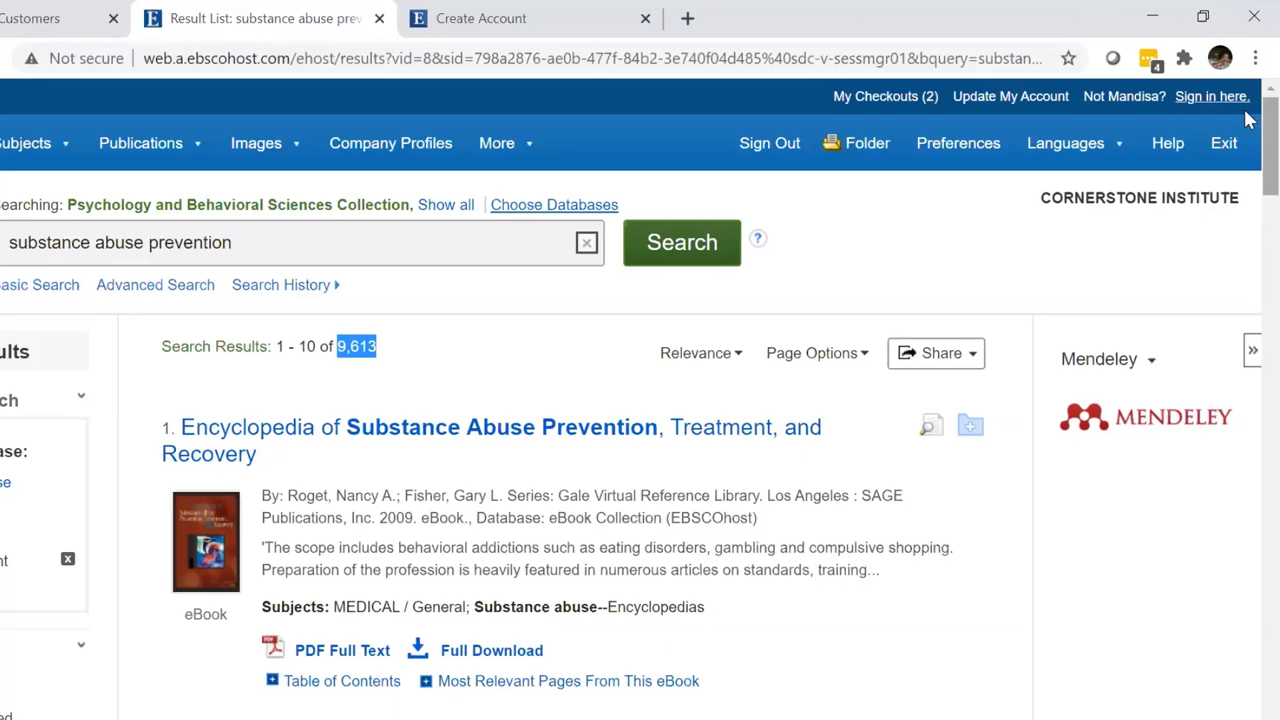 Customers
Result List: substance abuse prev
Create Account
Not secure
web.a.ebscohost.com/ehost/results?vid=8&sid=798a2876-ae0b-477f-84b2-3e740f04d485%40sdc-v-sessmgr01&bquery=substan...
4
My Checkouts (2) Update My Account Not Mandisa? Sign in here.
Subjects Publications Images Company Profiles More Sign Out Folder Preferences Languages Help Exit
Searching: Psychology and Behavioral Sciences Collection, Show all Choose Databases
CORNERSTONE INSTITUTE
substance abuse prevention
Search
?
Basic Search Advanced Search Search History
Search Results: 1 - 10 of 9,613
Relevance Page Options Share
Mendeley
MENDELEY
ults
ch
ase:
se
nt
x
ed
1. Encyclopedia of Substance Abuse Prevention, Treatment, and
Recovery
By: Roget, Nancy A.; Fisher, Gary L. Series: Gale Virtual Reference Library. Los Angeles : SAGE
Publications, Inc. 2009. eBook., Database: eBook Collection (EBSCOhost)
'The scope includes behavioral addictions such as eating disorders, gambling and compulsive shopping.
Preparation of the profession is heavily featured in numerous articles on standards, training...
eBook
Subjects: MEDICAL / General; Substance abuse--Encyclopedias
PDF Full Text Full Download
Table of Contents Most Relevant Pages From This eBook